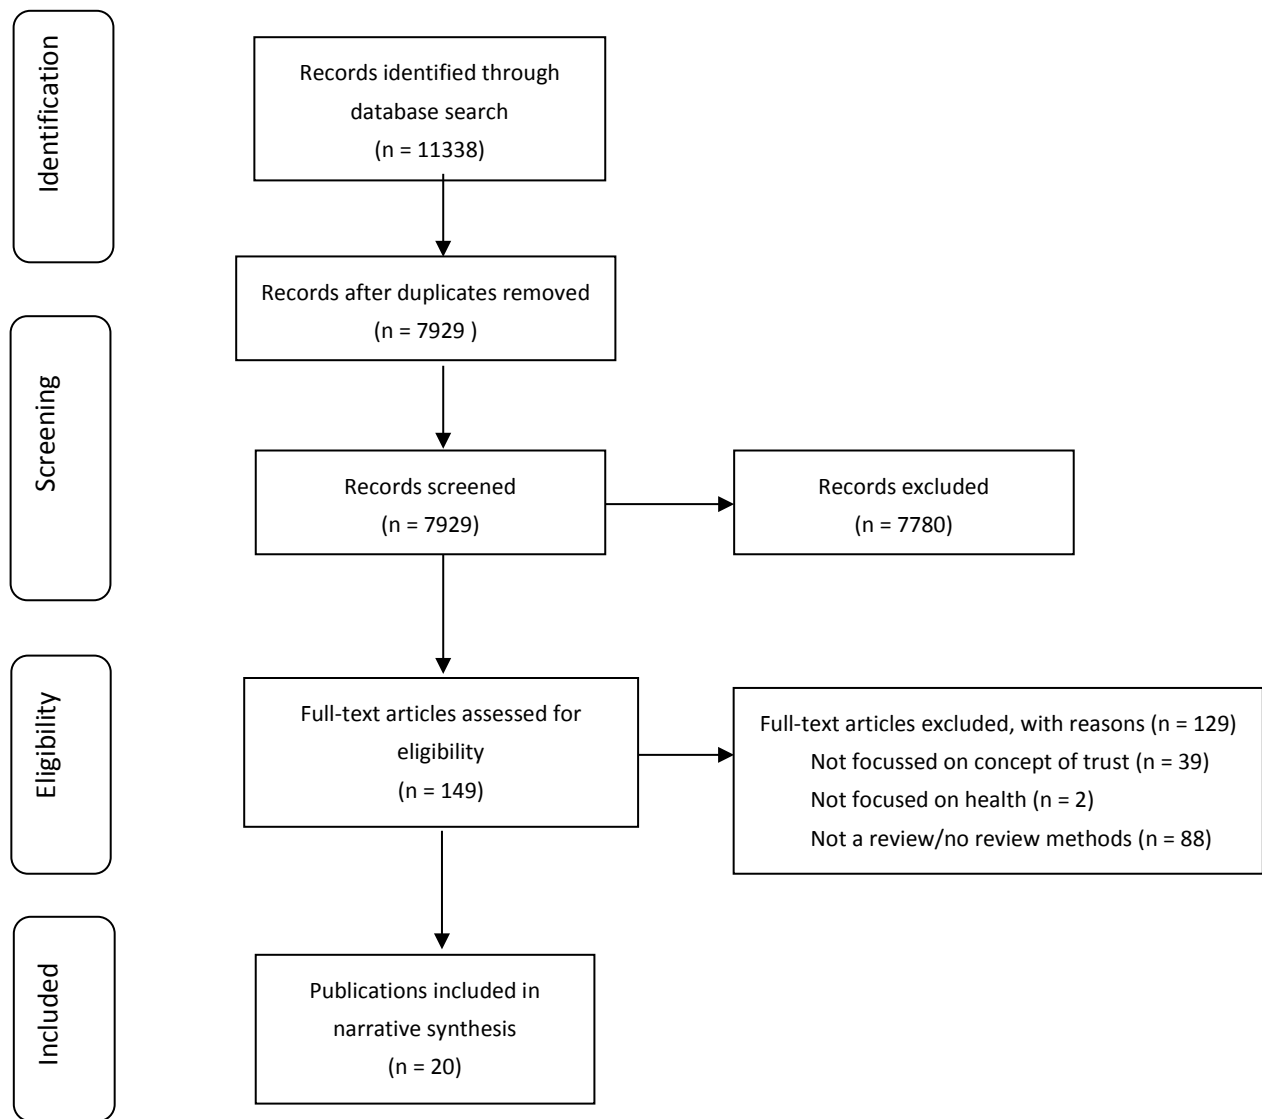 Identification
Records identified through
database search
(n = 11338)
Records after duplicates removed
(n = 7929 )
Screening
Records screened
(n = 7929)
Records excluded
(n = 7780)
Eligibility
Full-text articles assessed for
eligibility
(n = 149)
Full-text articles excluded, with reasons (n = 129)
Not focussed on concept of trust (n = 39)
Not focused on health (n = 2)
Not a review/no review methods (n = 88)
Included
Publications included in
narrative synthesis
(n = 20)